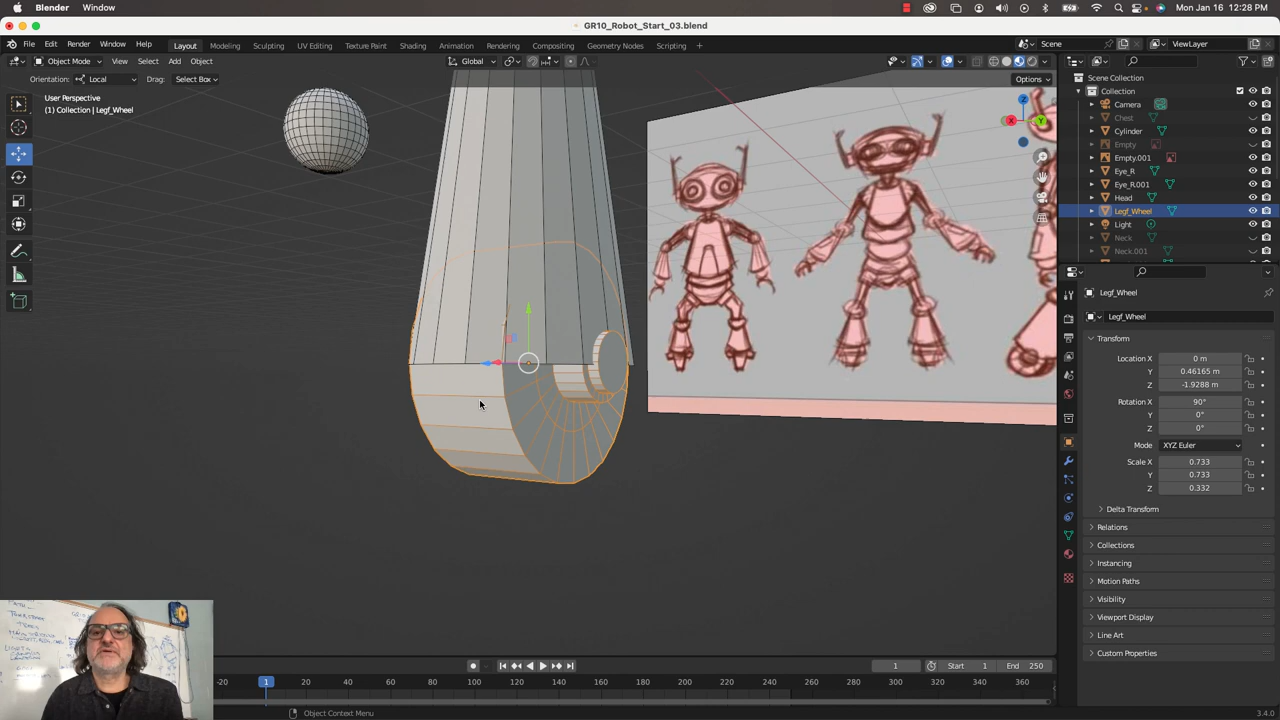 Blender Window Mon Jan 16 12:28 PM
GR10_Robot_Start_03.blend
File Edit Render Window Help Layout Modeling Sculpting UV Editing Texture Paint Shading Animation Rendering Compositing Geometry Nodes Scripting + Scene ViewLayer
Object Mode View Select Add Object Global
Orientation: Local Drag: Select Box Options
User Perspective
(1) Collection | Legf_Wheel
Scene Collection
Collection
Camera
Chest
Cylinder
Empty
Empty.001
Eye_R
Eye_R.001
Head
Legf_Wheel
Light
Neck
Neck.001
Z
X Y
Legf_Wheel
Legf_Wheel
Transform
Location X 0 m
Y 0.46165 m
Z -1.9288 m
Rotation X 90°
Y 0°
Z 0°
Mode XYZ Euler
Scale X 0.733
Y 0.733
Z 0.332
Delta Transform
Relations
Collections
Instancing
Motion Paths
Visibility
Viewport Display
Line Art
Custom Properties
1 Start 1 End 250
-20 1 20 40 60 80 100 120 140 160 180 200 220 240 260 280 300 320 340 360
Object Context Menu 3.4.0